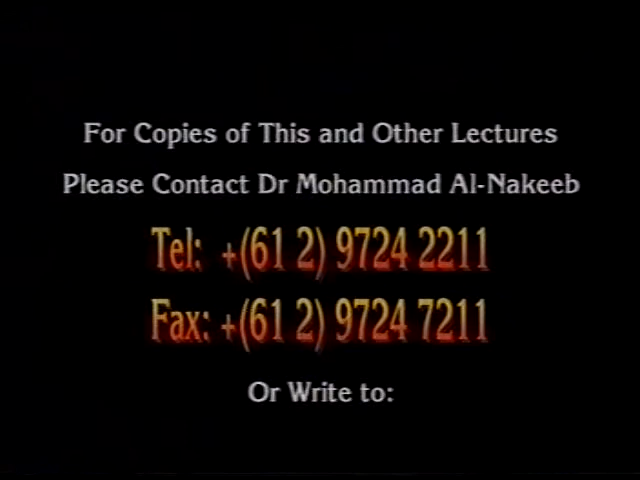 For Copies of This and Other Lectures
Please Contact Dr Mohammad Al-Nakeeb
Tel: +(61 2) 9724 2211
Fax: +(61 2) 9724 7211
Or Write to: